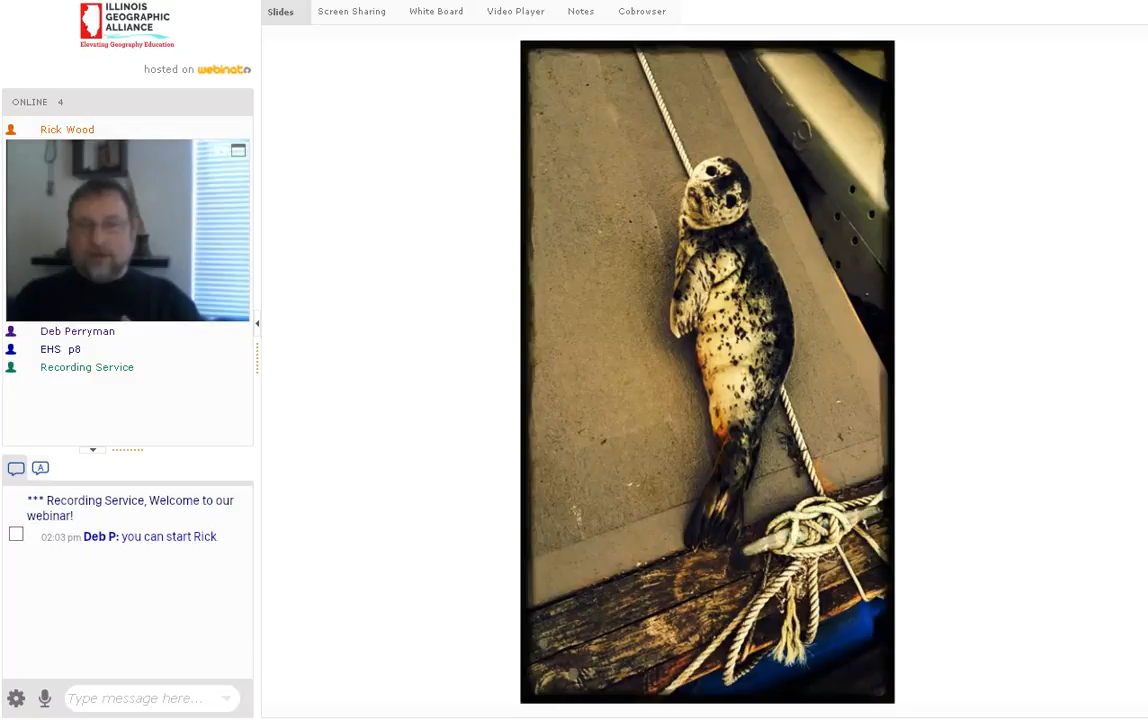 ILLINOIS
GEOGRAPHIC
ALLIANCE
Elevating Geography Education
hosted on webinato
ONLINE 4
Rick Wood
Deb Perryman
EHS p8
Recording Service
*** Recording Service, Welcome to our
webinar!
02:03 pm Deb P: you can start Rick
Type message here...
Slides Screen Sharing White Board Video Player Notes Cobrowser
A